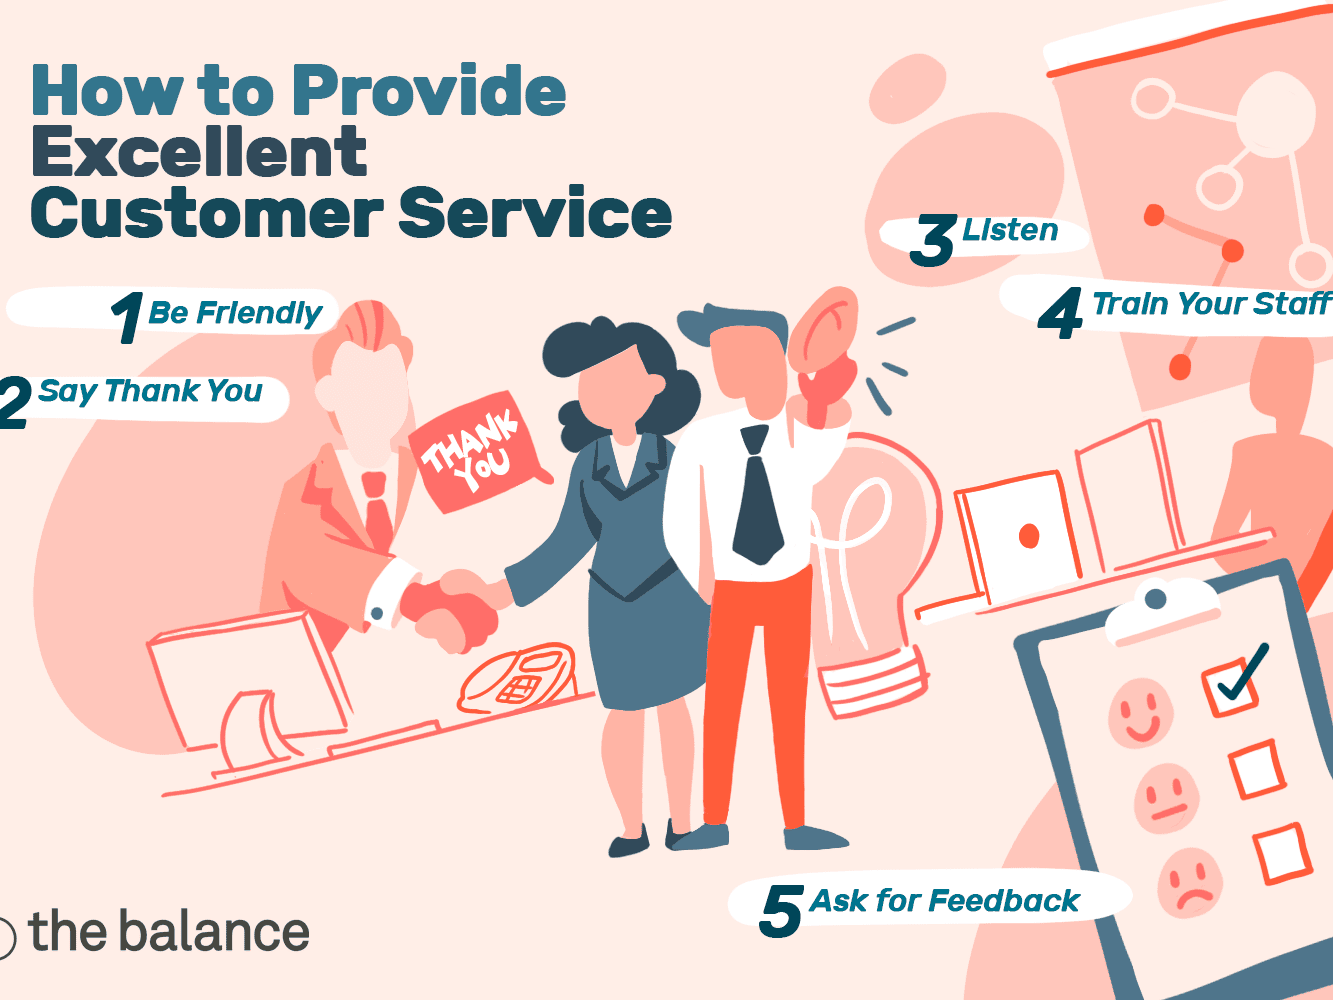 How to Provide
Excellent
Customer Service
1 Be Friendly
2 Say Thank You
THANK
YOU
3 Listen
4 Train Your Staff
5 Ask for Feedback
the balance